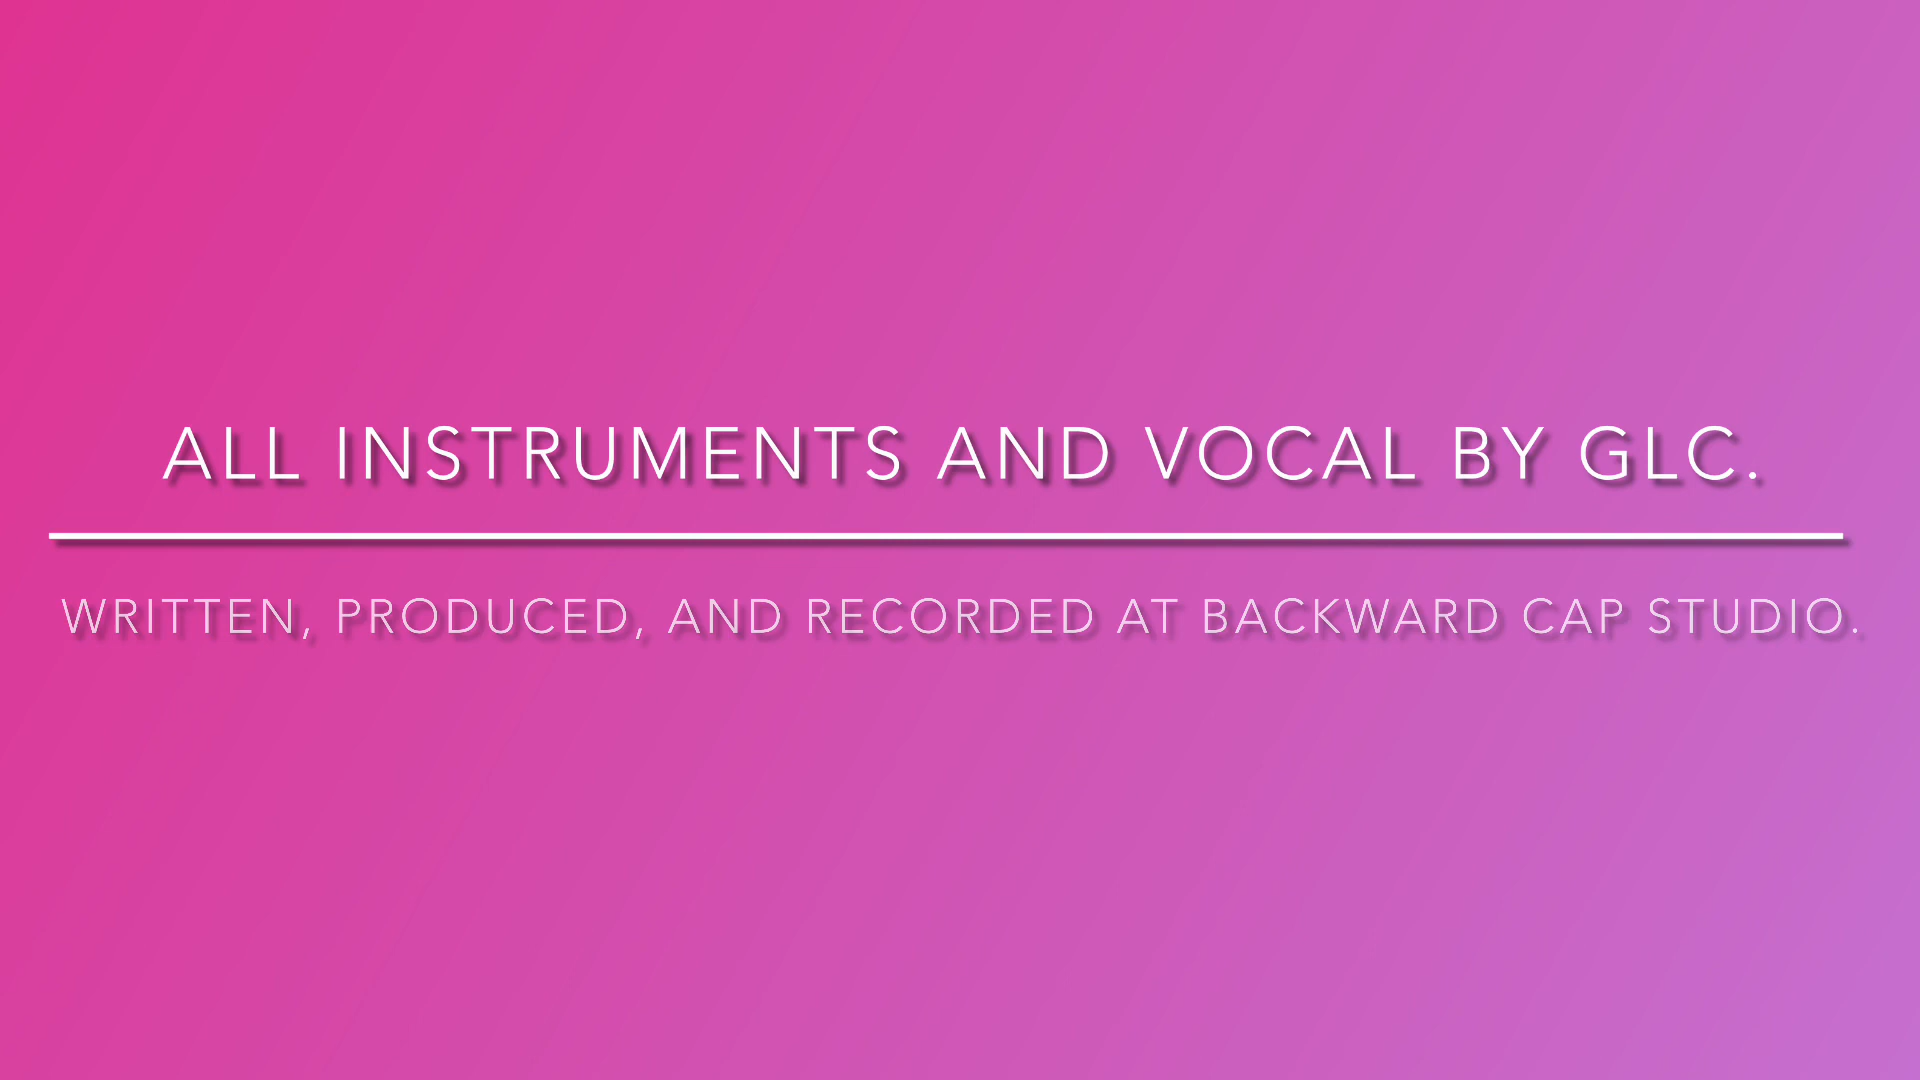 ALL INSTRUMENTS AND VOCAL BY GLC.
WRITTEN, PRODUCED, AND RECORDED AT BACKWARD CAP STUDIO.